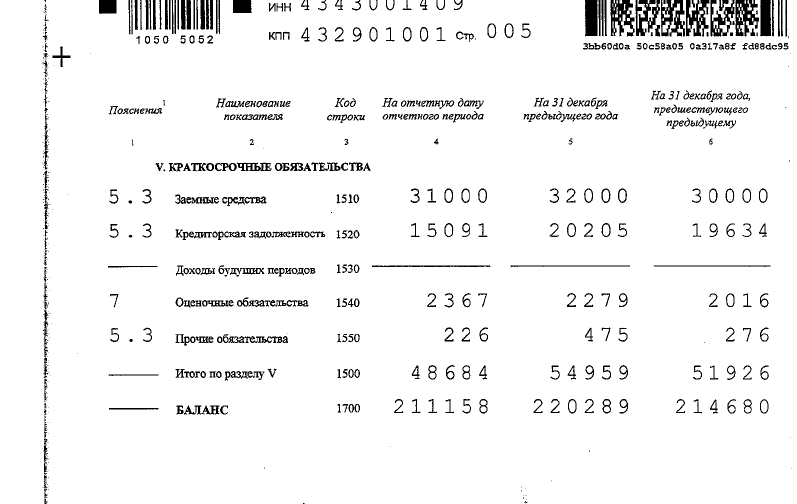 ИНН 4343001409
1050 5052
КПП 432901001 Стр. 005
3bb60d0a 50c58a05 0a317a8f fd88dc95
Пояснения1 Наименование показателя Код строки На отчетную дату отчетного периода На 31 декабря предыдущего года На 31 декабря года, предшествующего предыдущему
1 2 3 4 5 6
V. КРАТКОСРОЧНЫЕ ОБЯЗАТЕЛЬСТВА
5.3 Заемные средства 1510 31000 32000 30000
5.3 Кредиторская задолженность 1520 15091 20205 19634
Доходы будущих периодов 1530
7 Оценочные обязательства 1540 2367 2279 2016
5.3 Прочие обязательства 1550 226 475 276
Итого по разделу V 1500 48684 54959 51926
БАЛАНС 1700 211158 220289 214680